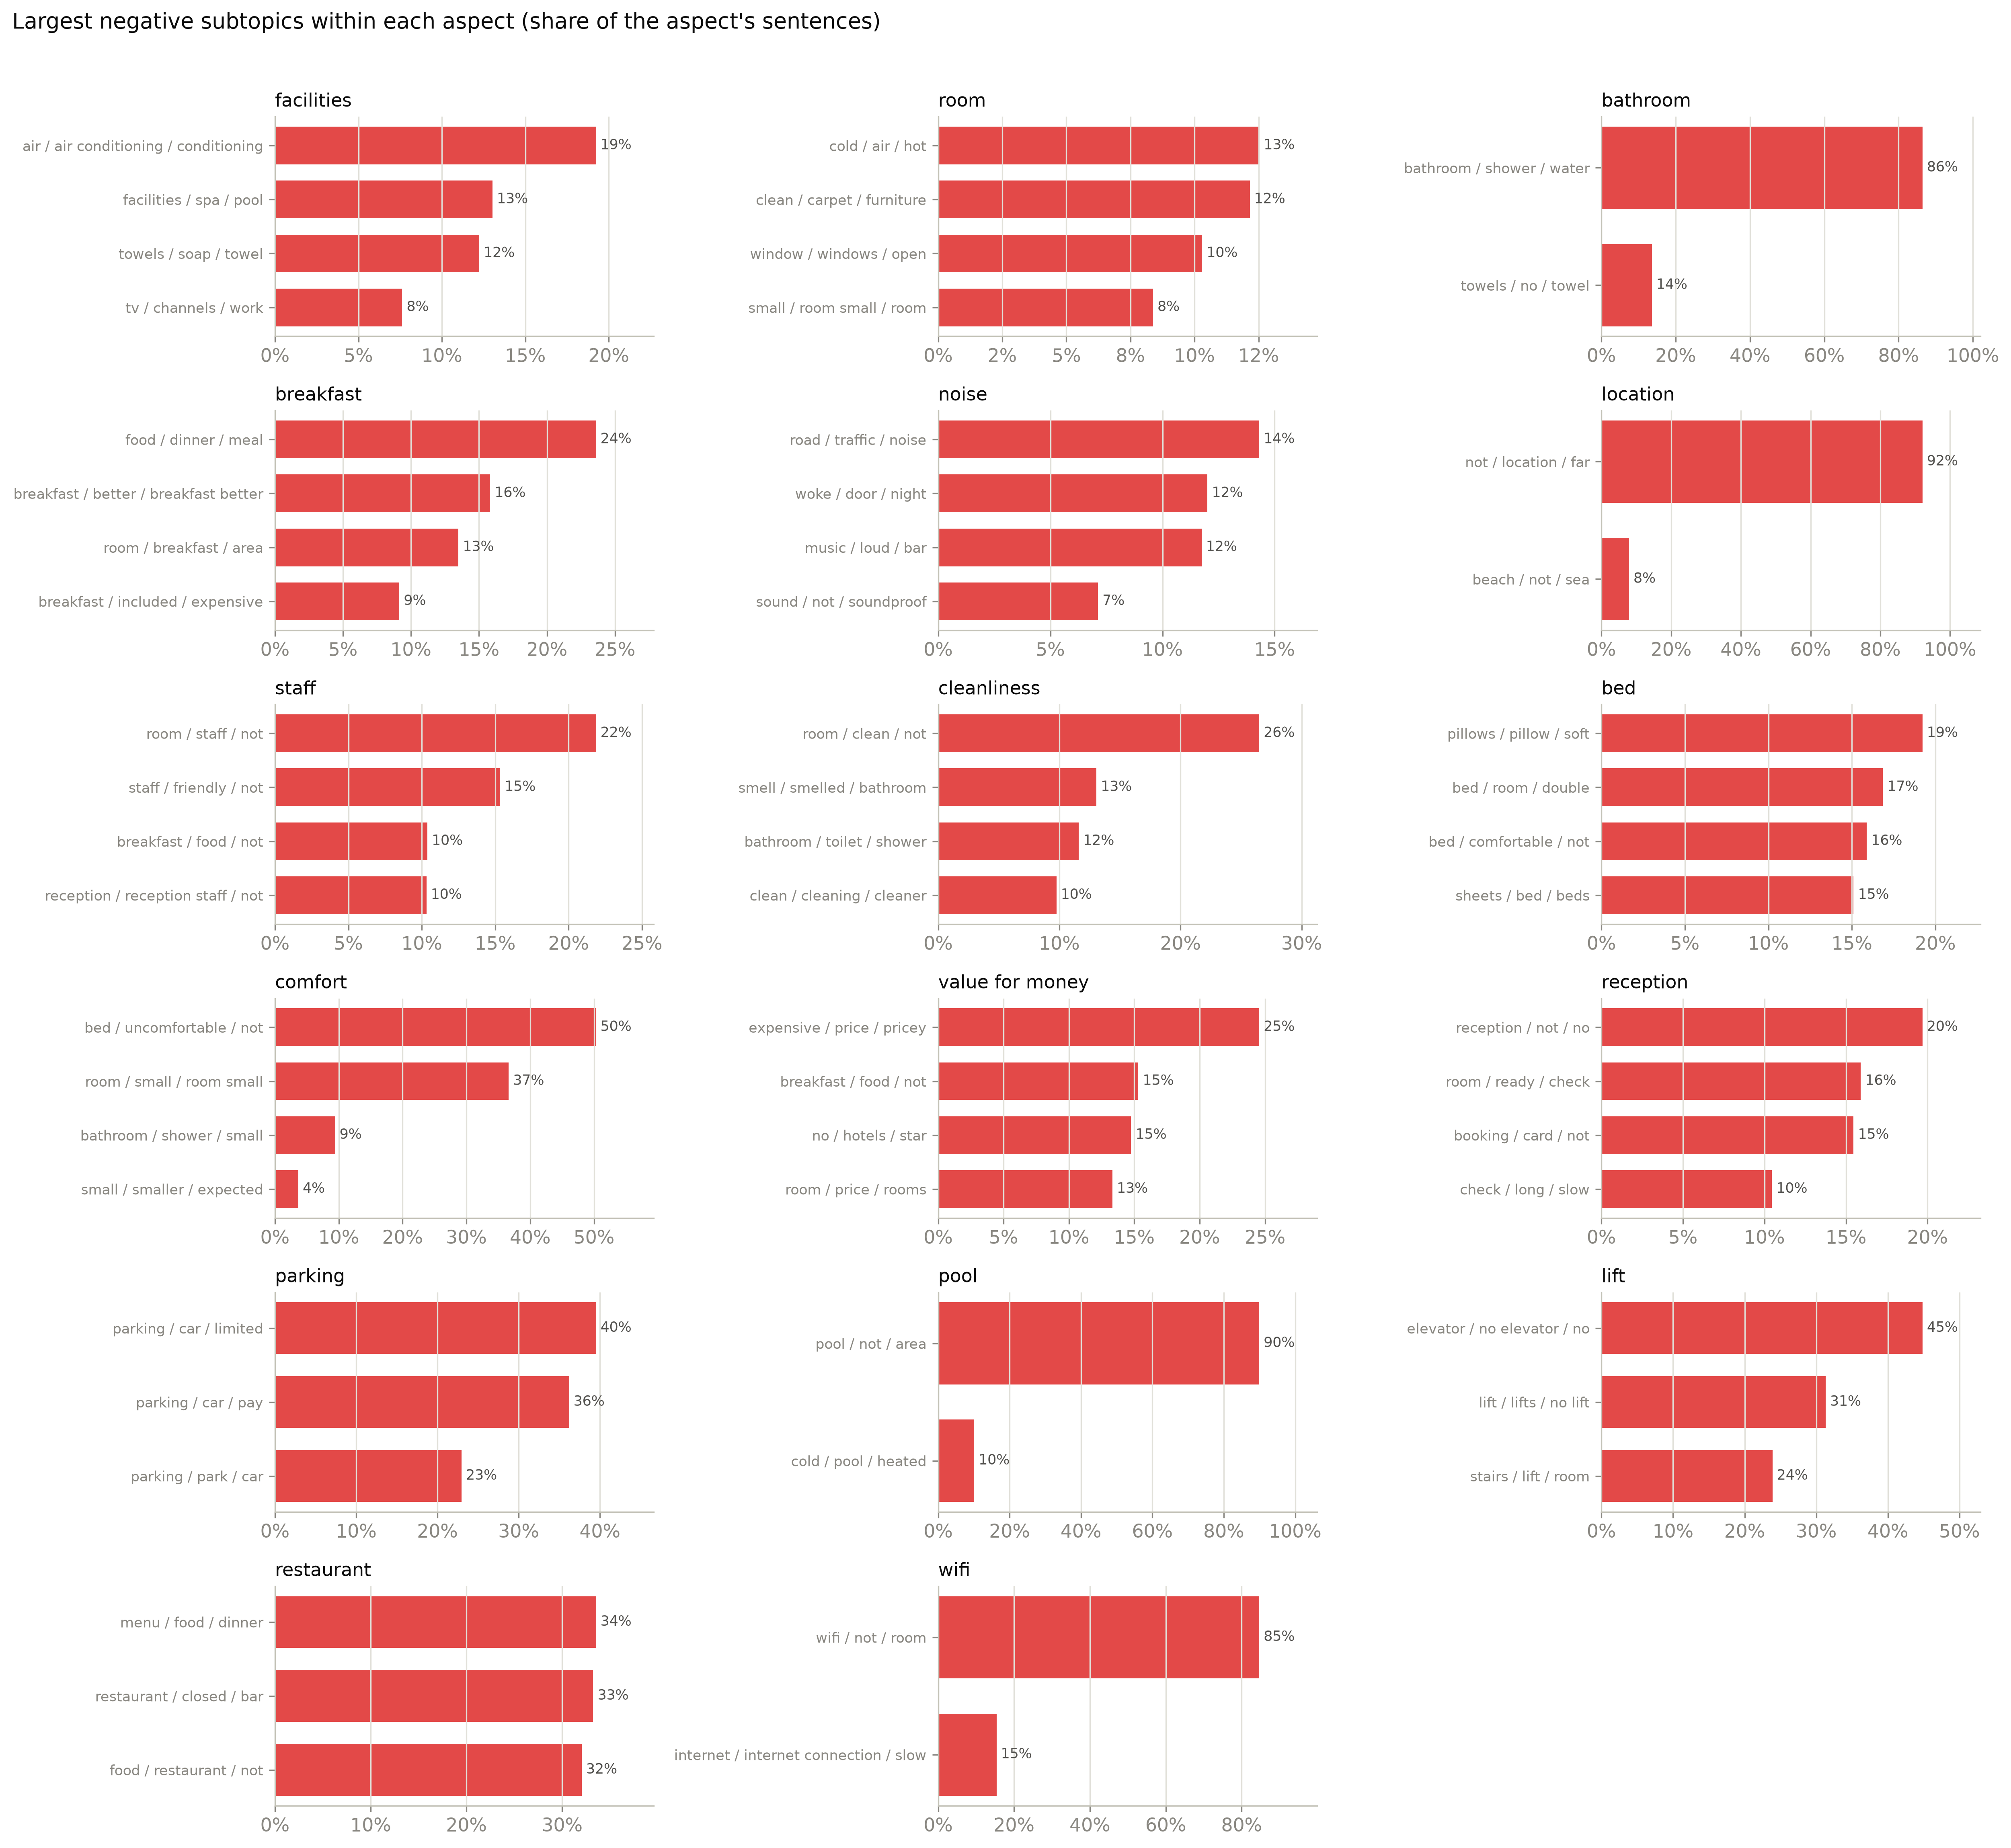 Largest negative subtopics within each aspect (share of the aspect's sentences)
facilities
air / air conditioning / conditioning 19%
facilities / spa / pool 13%
towels / soap / towel 12%
tv / channels / work 8%
0% 5% 10% 15% 20%
room
cold / air / hot 13%
clean / carpet / furniture 12%
window / windows / open 10%
small / room small / room 8%
0% 2% 5% 8% 10% 12%
bathroom
bathroom / shower / water 86%
towels / no / towel 14%
0% 20% 40% 60% 80% 100%
breakfast
food / dinner / meal 24%
breakfast / better / breakfast better 16%
room / breakfast / area 13%
breakfast / included / expensive 9%
0% 5% 10% 15% 20% 25%
noise
road / traffic / noise 14%
woke / door / night 12%
music / loud / bar 12%
sound / not / soundproof 7%
0% 5% 10% 15%
location
not / location / far 92%
beach / not / sea 8%
0% 20% 40% 60% 80% 100%
staff
room / staff / not 22%
staff / friendly / not 15%
breakfast / food / not 10%
reception / reception staff / not 10%
0% 5% 10% 15% 20% 25%
cleanliness
room / clean / not 26%
smell / smelled / bathroom 13%
bathroom / toilet / shower 12%
clean / cleaning / cleaner 10%
0% 10% 20% 30%
bed
pillows / pillow / soft 19%
bed / room / double 17%
bed / comfortable / not 16%
sheets / bed / beds 15%
0% 5% 10% 15% 20%
comfort
bed / uncomfortable / not 50%
room / small / room small 37%
bathroom / shower / small 9%
small / smaller / expected 4%
0% 10% 20% 30% 40% 50%
value for money
expensive / price / pricey 25%
breakfast / food / not 15%
no / hotels / star 15%
room / price / rooms 13%
0% 5% 10% 15% 20% 25%
reception
reception / not / no 20%
room / ready / check 16%
booking / card / not 15%
check / long / slow 10%
0% 5% 10% 15% 20%
parking
parking / car / limited 40%
parking / car / pay 36%
parking / park / car 23%
0% 10% 20% 30% 40%
pool
pool / not / area 90%
cold / pool / heated 10%
0% 20% 40% 60% 80% 100%
lift
elevator / no elevator / no 45%
lift / lifts / no lift 31%
stairs / lift / room 24%
0% 10% 20% 30% 40% 50%
restaurant
menu / food / dinner 34%
restaurant / closed / bar 33%
food / restaurant / not 32%
0% 10% 20% 30%
wifi
wifi / not / room 85%
internet / internet connection / slow 15%
0% 20% 40% 60% 80%